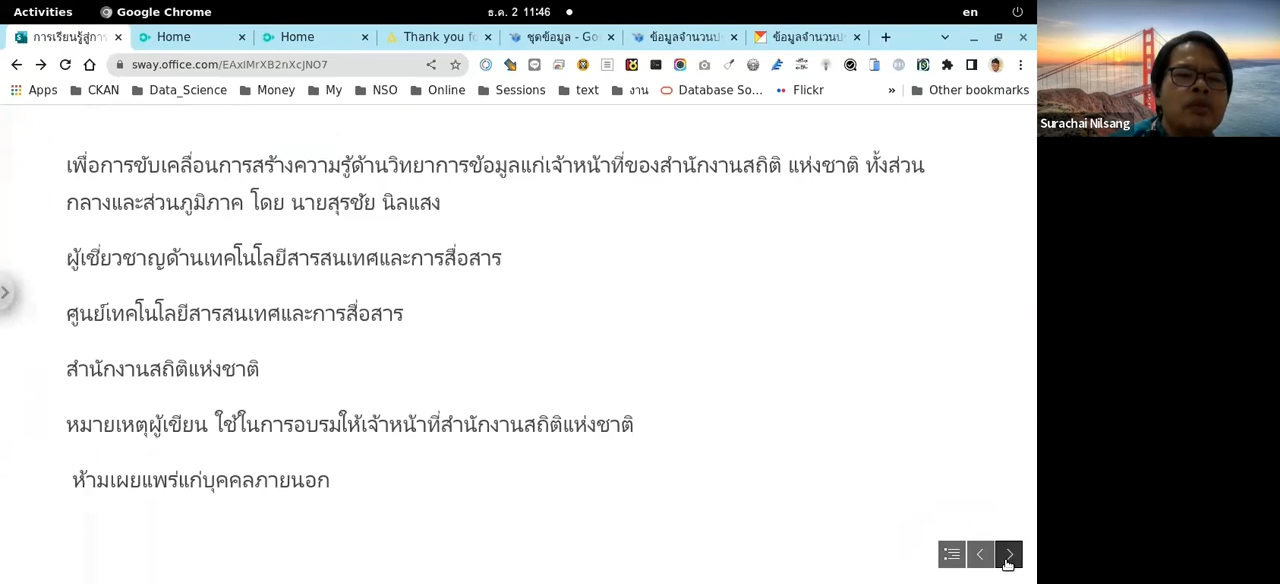 Activities Google Chrome ธ.ค. 2 11:46 en
การเรียนรู้สู่การ Home Home Thank you fo ชุดข้อมูล - Go ข้อมูลจำนวนป ข้อมูลจำนวนป
sway.office.com/EAxIMrXB2nXcJNO7
Apps CKAN Data_Science Money My NSO Online Sessions text งาน Database So... Flickr » Other bookmarks
Surachai Nilsang
เพื่อการขับเคลื่อนการสร้างความรู้ด้านวิทยาการข้อมูลแก่เจ้าหน้าที่ของสำนักงานสถิติ แห่งชาติ ทั้งส่วน
กลางและส่วนภูมิภาค โดย นายสุรชัย นิลแสง
ผู้เชี่ยวชาญด้านเทคโนโลยีสารสนเทศและการสื่อสาร
ศูนย์เทคโนโลยีสารสนเทศและการสื่อสาร
สำนักงานสถิติแห่งชาติ
หมายเหตุผู้เขียน ใช้ในการอบรมให้เจ้าหน้าที่สำนักงานสถิติแห่งชาติ
ห้ามเผยแพร่แก่บุคคลภายนอก